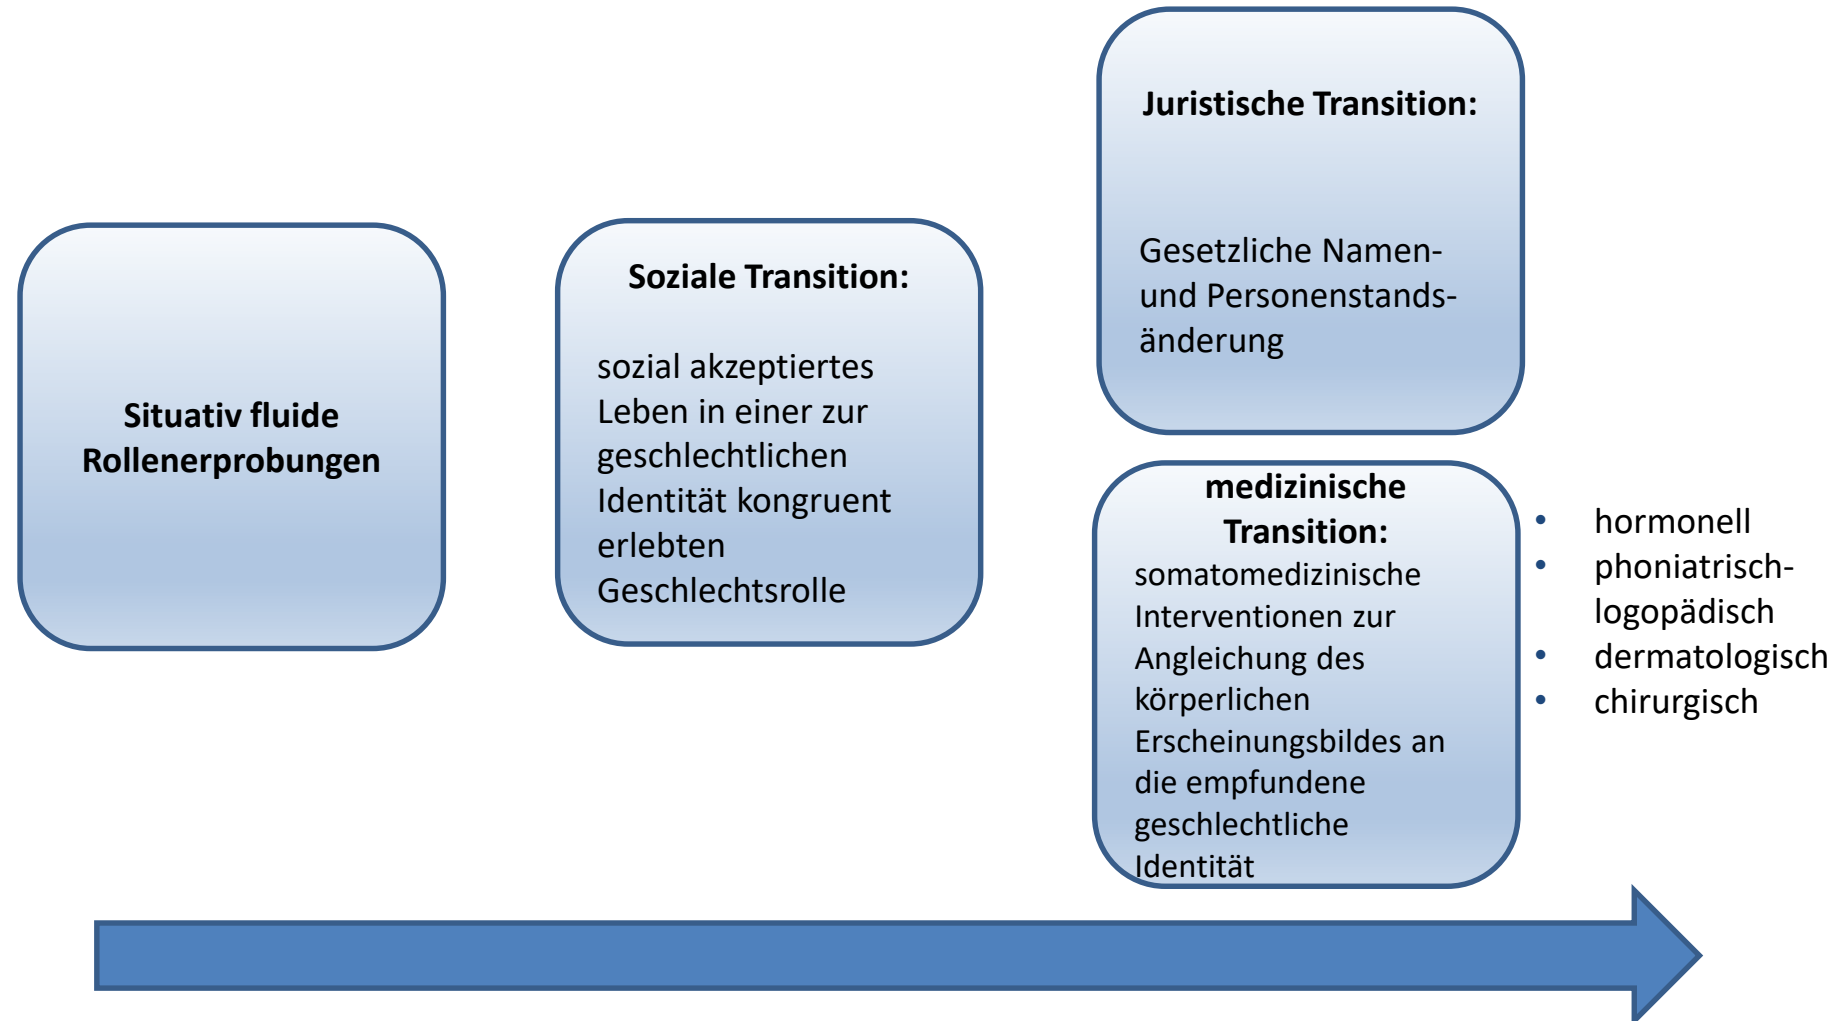 Situativ fluide
Rollenerprobungen
Soziale Transition:
sozial akzeptiertes
Leben in einer zur
geschlechtlichen
Identität kongruent
erlebten
Geschlechtsrolle
Juristische Transition:
Gesetzliche Namen-
und Personenstands-
änderung
medizinische
Transition:
somatomedizinische
Interventionen zur
Angleichung des
körperlichen
Erscheinungsbildes an
die empfundene
geschlechtliche
Identität
• hormonell
• phoniatrisch-
logopädisch
• dermatologisch
• chirurgisch